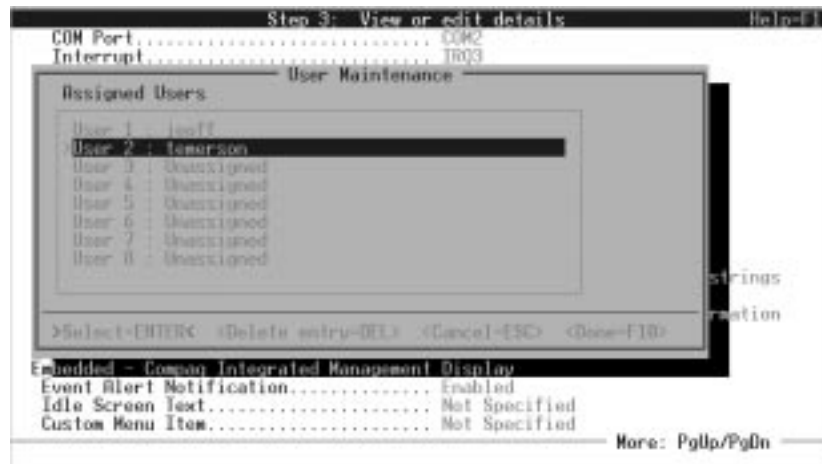 Step 3: View or edit details Help=F1
COM Port............................. COM2
Interrupt............................ IRQ3
User Maintenance
Assigned Users
User 1 : jeoff
>User 2 : temerson
User 3 : Unassigned
User 4 : Unassigned
User 5 : Unassigned
User 6 : Unassigned
User 7 : Unassigned
User 8 : Unassigned
strings
rmation
>Select=ENTER< <Delete entry=DEL> <Cancel=ESC> <Done=F10>
Embedded - Compaq Integrated Management Display
Event Alert Notification.............. Enabled
Idle Screen Text...................... Not Specified
Custom Menu Item...................... Not Specified
More: PgUp/PgDn